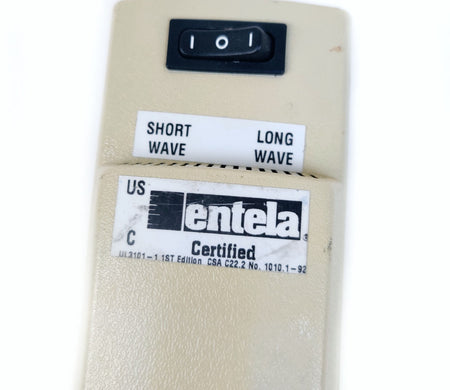 I O I
SHORT LONG
WAVE WAVE
US
entela
C
Certified
UL3101-1 1ST Edition CSA C22.2 No. 1010.1-92